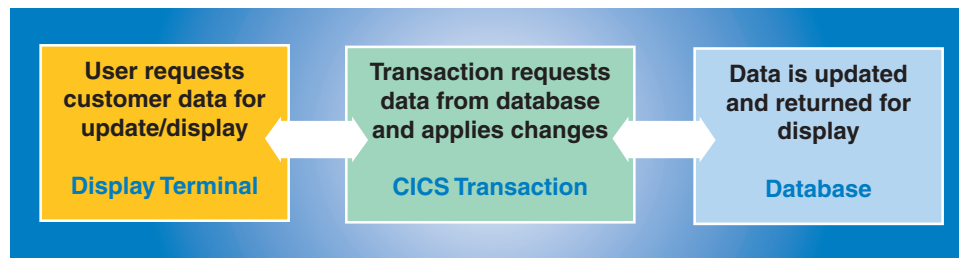 User requests
customer data for
update/display
Display Terminal
Transaction requests
data from database
and applies changes
CICS Transaction
Data is updated
and returned for
display
Database